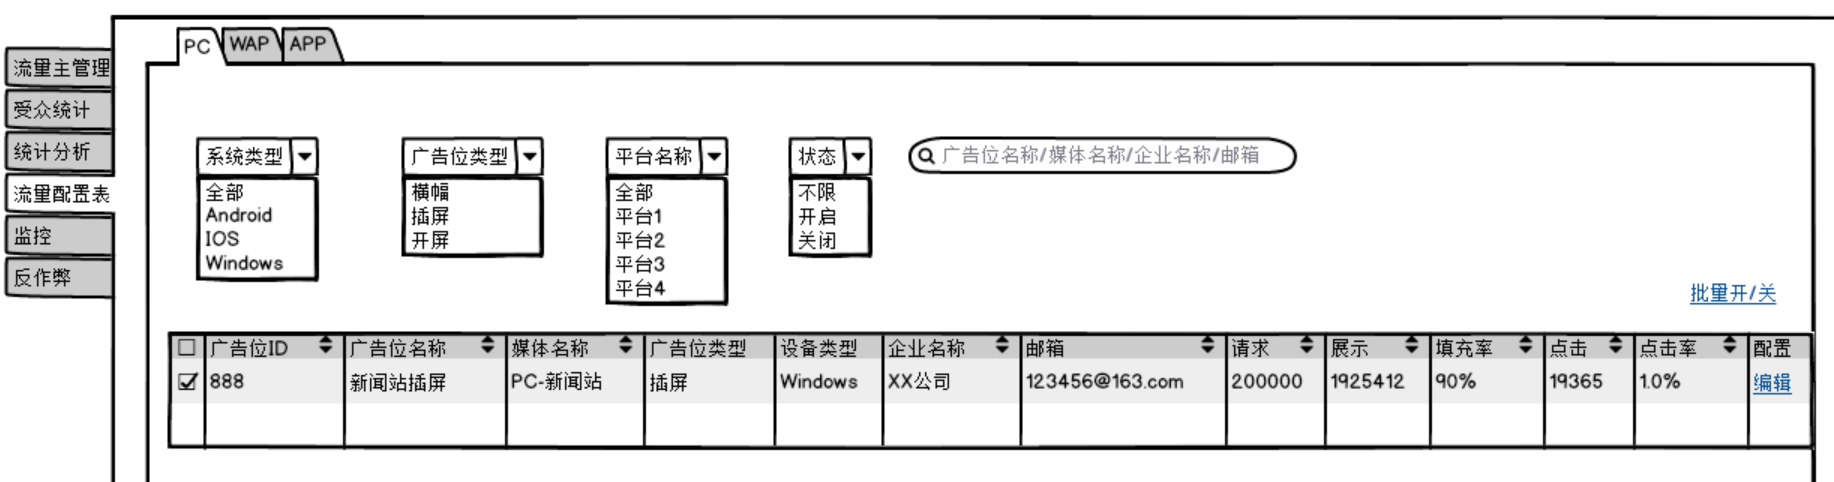 PC WAP APP
流量主管理
受众统计
统计分析
流量配置表
监控
反作弊
系统类型
全部
Android
IOS
Windows
广告位类型
横幅
插屏
开屏
平台名称
全部
平台1
平台2
平台3
平台4
状态
不限
开启
关闭
广告位名称/媒体名称/企业名称/邮箱
批量开/关
广告位ID 广告位名称 媒体名称 广告位类型 设备类型 企业名称 邮箱 请求 展示 填充率 点击 点击率 配置
888 新闻站插屏 PC-新闻站 插屏 Windows XX公司 123456@163.com 200000 1925412 90% 19365 1.0% 编辑